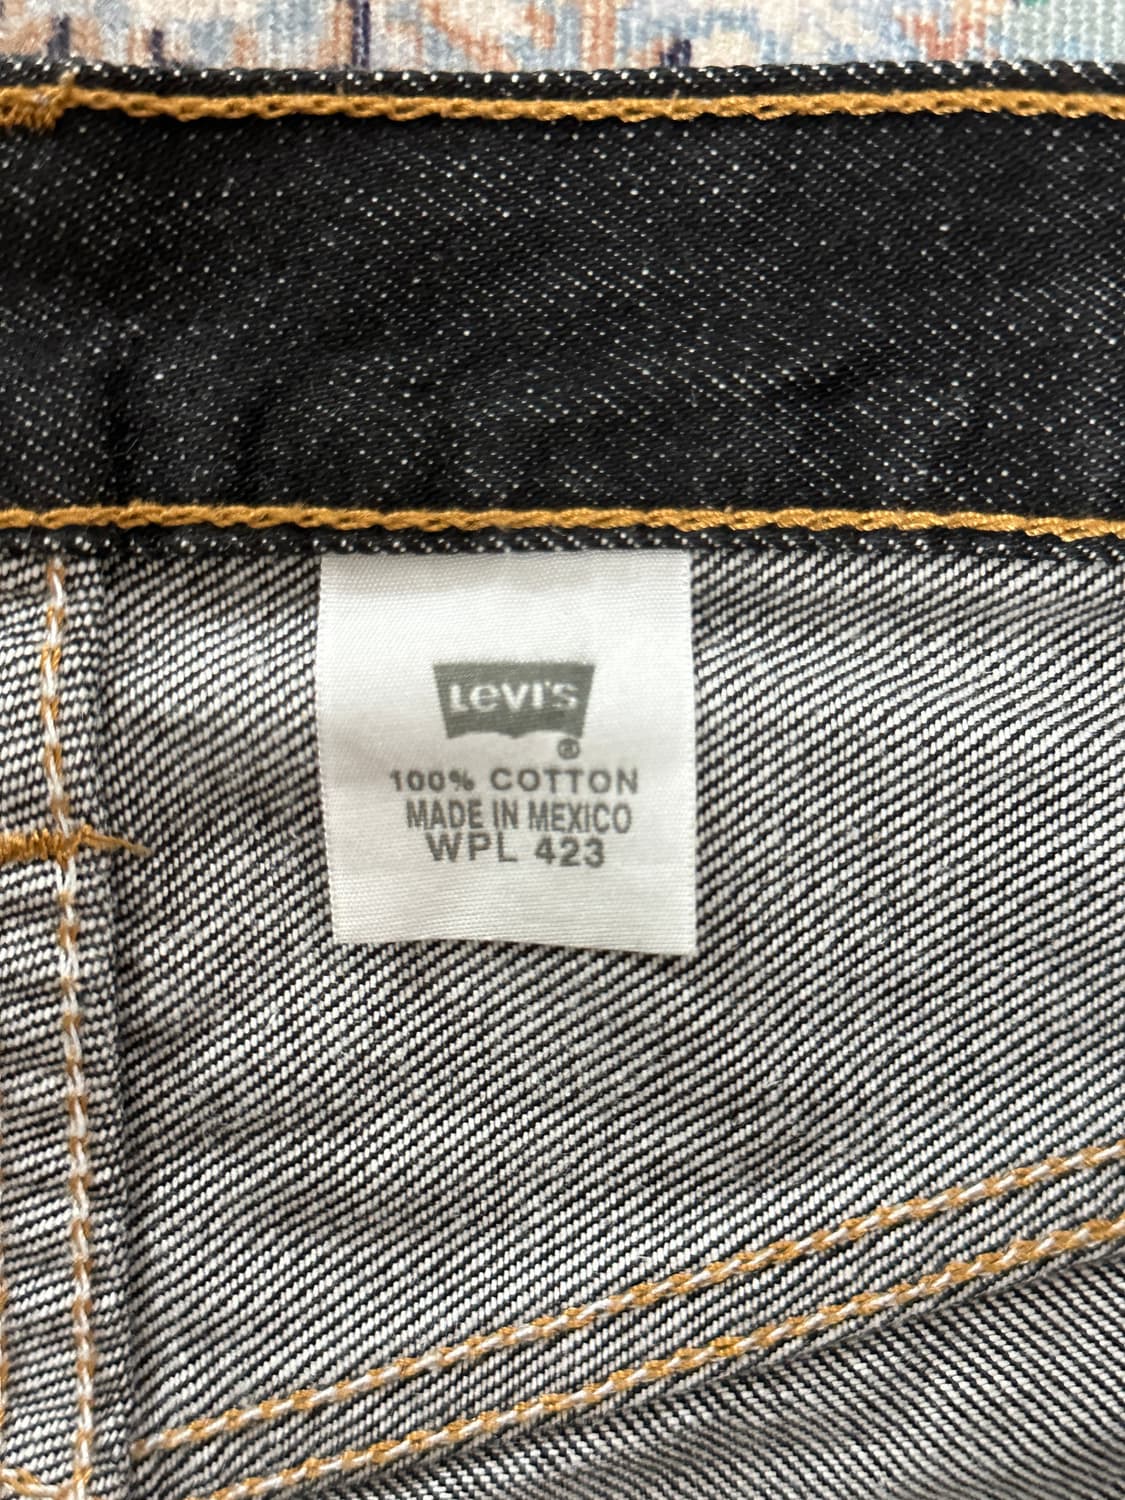 LeVI'S
®
100% COTTON
MADE IN MEXICO
WPL 423